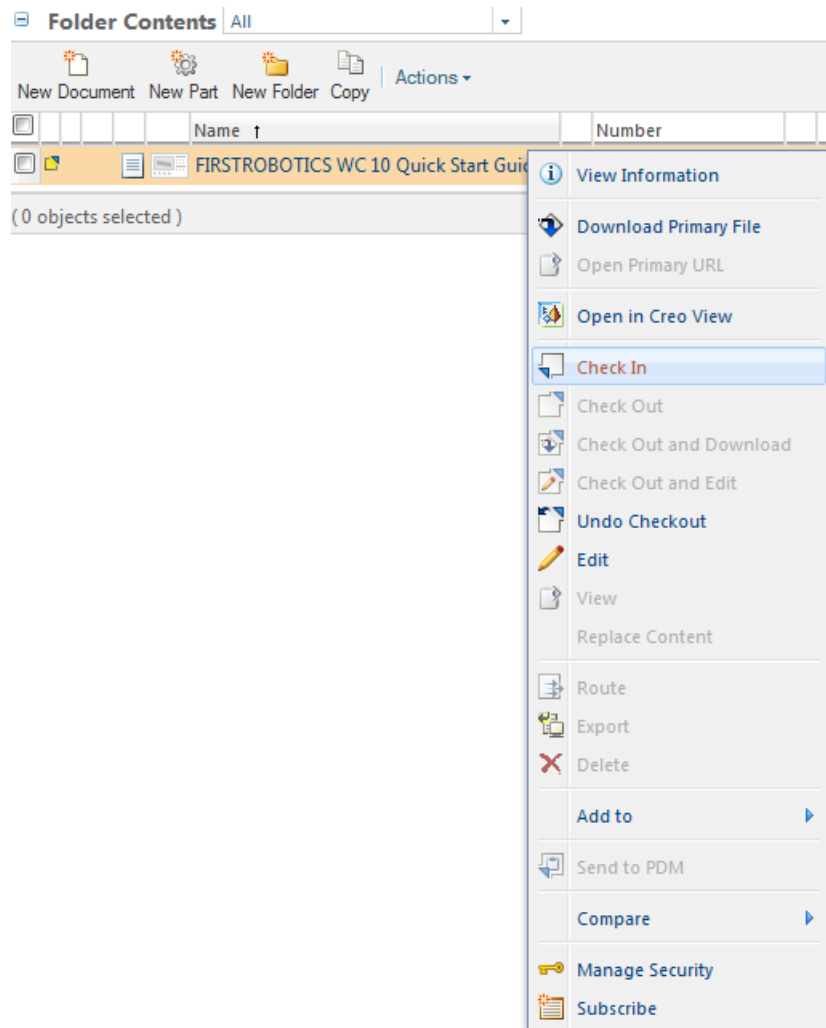 Folder Contents All
New Document New Part New Folder Copy Actions
Name ↑ Number
FIRSTROBOTICS WC 10 Quick Start
( 0 objects selected )
View Information
Download Primary File
Open Primary URL
Open in Creo View
Check In
Check Out
Check Out and Download
Check Out and Edit
Undo Checkout
Edit
View
Replace Content
Route
Export
Delete
Add to
Send to PDM
Compare
Manage Security
Subscribe